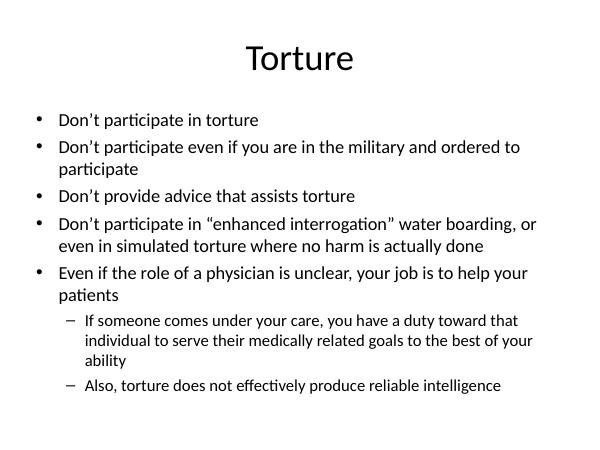 Torture
• Don’t participate in torture
• Don’t participate even if you are in the military and ordered to
participate
• Don’t provide advice that assists torture
• Don’t participate in “enhanced interrogation” water boarding, or
even in simulated torture where no harm is actually done
• Even if the role of a physician is unclear, your job is to help your
patients
– If someone comes under your care, you have a duty toward that
individual to serve their medically related goals to the best of your
ability
– Also, torture does not effectively produce reliable intelligence